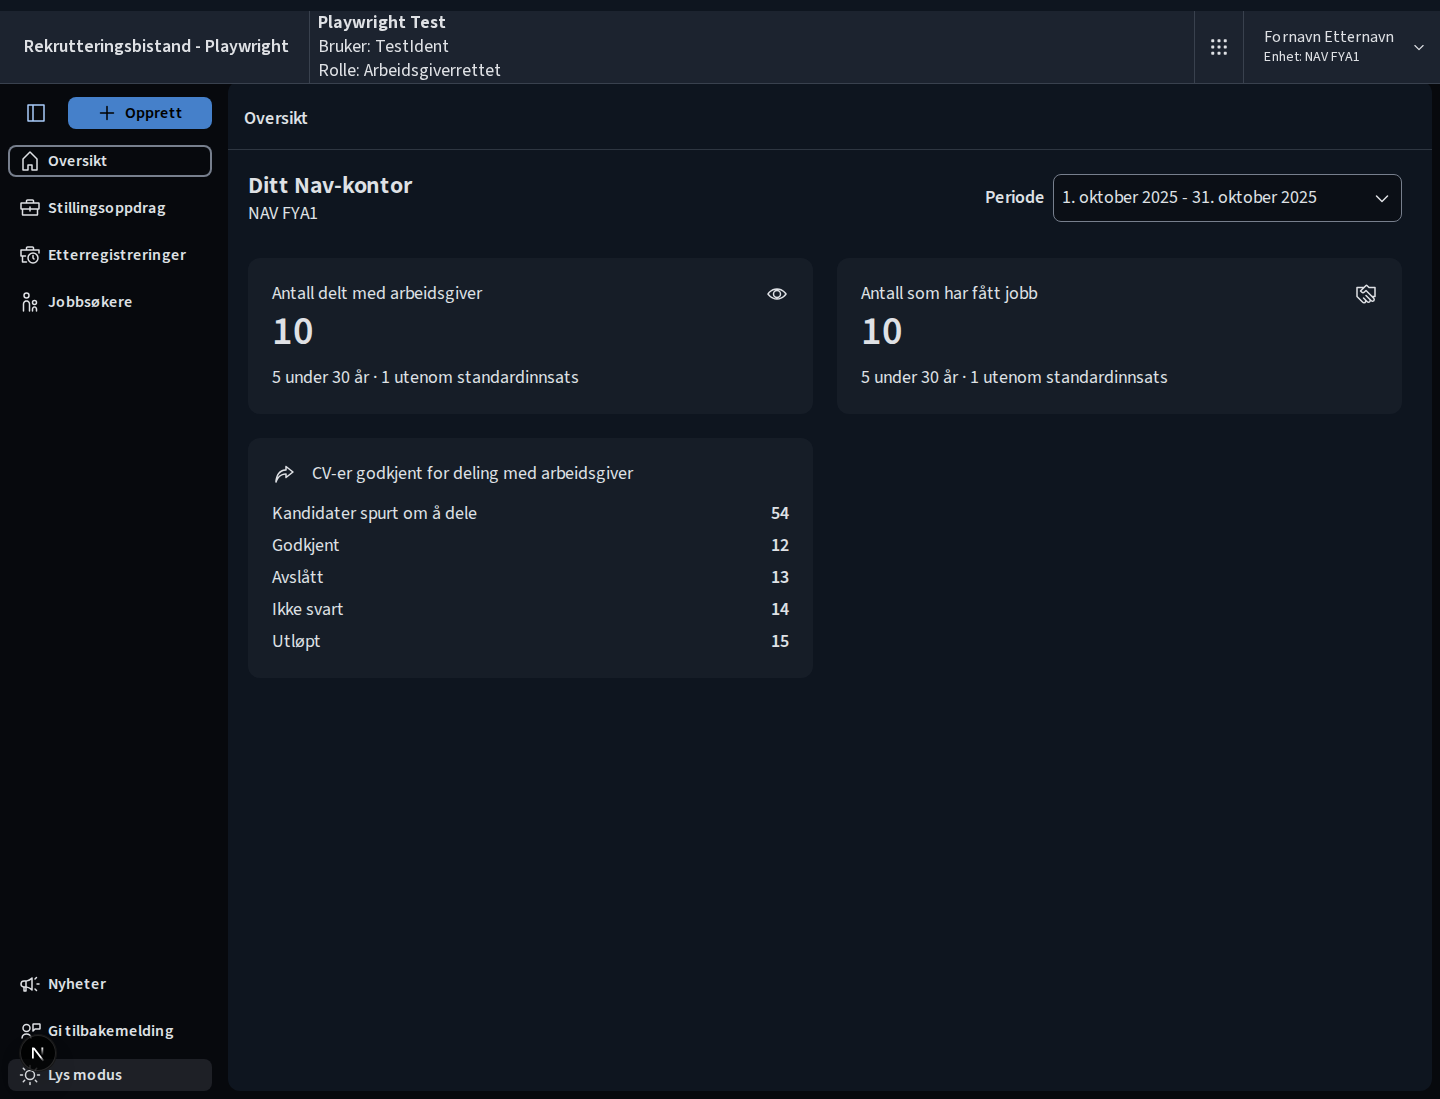 Rekrutteringsbistand - Playwright
Playwright Test
Bruker: TestIdent
Rolle: Arbeidsgiverrettet
Fornavn Etternavn
Enhet: NAV FYA1
Opprett
Oversikt
Stillingsoppdrag
Etterregistreringer
Jobbsøkere
Nyheter
Gi tilbakemelding
N
Lys modus
Oversikt
Ditt Nav-kontor
NAV FYA1
Periode
1. oktober 2025 - 31. oktober 2025
Antall delt med arbeidsgiver
10
5 under 30 år · 1 utenom standardinnsats
Antall som har fått jobb
10
5 under 30 år · 1 utenom standardinnsats
CV-er godkjent for deling med arbeidsgiver
Kandidater spurt om å dele 54
Godkjent 12
Avslått 13
Ikke svart 14
Utløpt 15